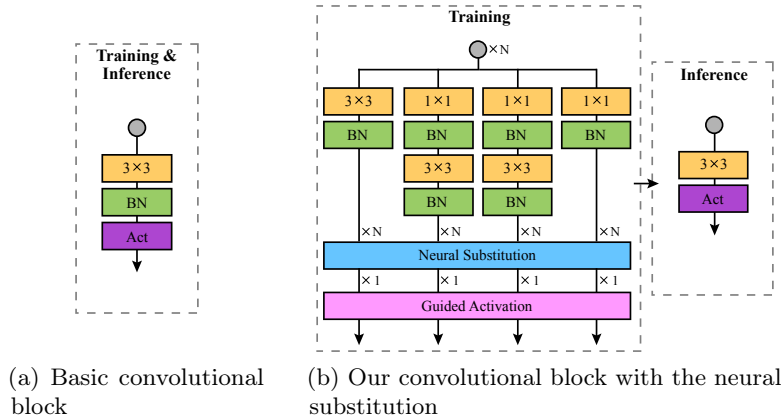 Training &
Inference
3×3
BN
Act
(a) Basic convolutional
block
Training
×N
3×3 1×1 1×1 1×1
BN BN BN BN
3×3 3×3
BN BN
×N ×N ×N ×N
Neural Substitution
×1 ×1 ×1 ×1
Guided Activation
Inference
3×3
Act
(b) Our convolutional block with the neural
substitution